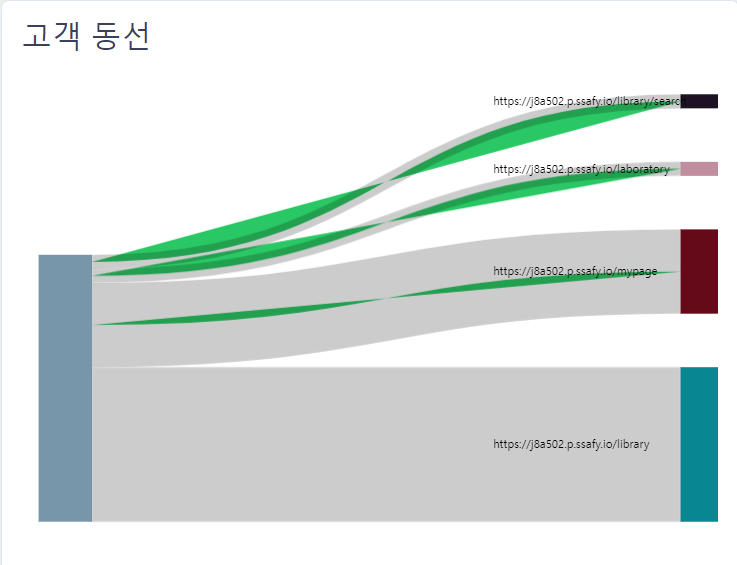 고객 동선
https://j8a502.p.ssafy.io/library/searc
https://j8a502.p.ssafy.io/laboratory
https://j8a502.p.ssafy.io/mypage
https://j8a502.p.ssafy.io/library